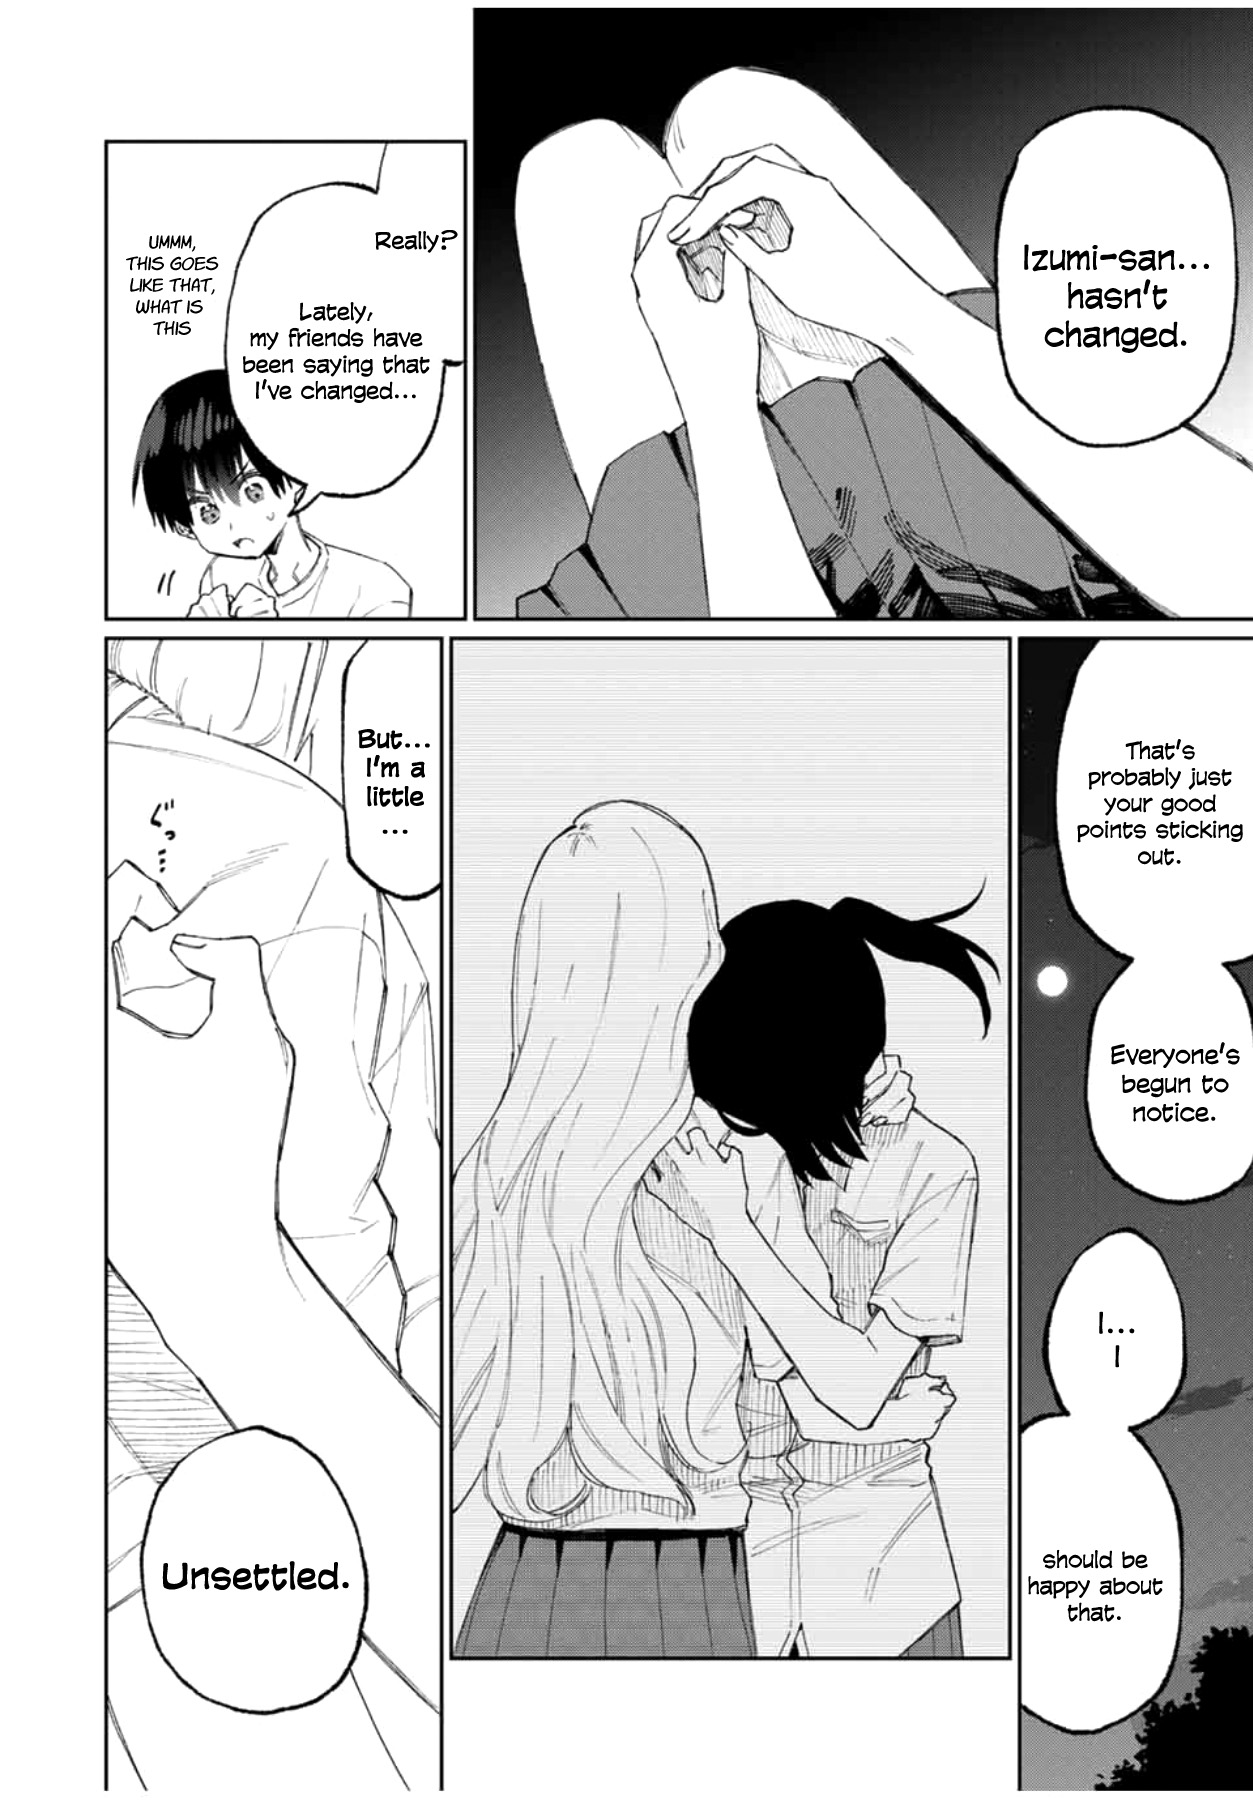 Izumi-san...
hasn't
changed.
Really?
Lately,
my friends have
been saying that
I've changed...
UMMM,
THIS GOES
LIKE THAT,
WHAT IS
THIS
That's
probably just
your good
points sticking
out.
Everyone's
begun to
notice.
I...
I
should be
happy about
that.
But...
I'm a
little
...
ぐっ…
Unsettled.